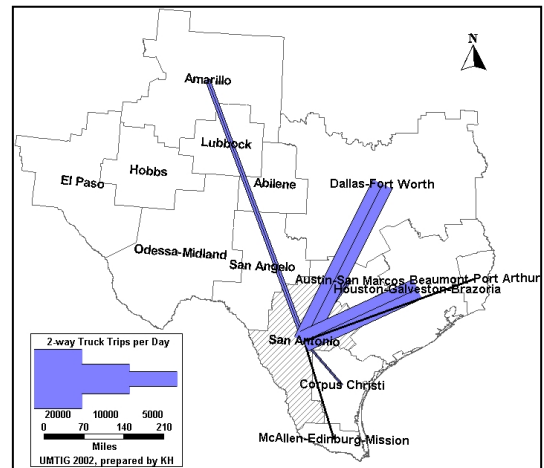 N
Amarillo
Lubbock
Hobbs
El Paso
Abilene
Dallas-Fort Worth
Odessa-Midland
San Angelo
Austin-San Marcos Beaumont-Port Arthur
Houston-Galveston-Brazoria
San Antonio
Corpus Christi
McAllen-Edinburg-Mission
2-way Truck Trips per Day
20000 10000 5000
0 70 140 210
Miles
UMTIG 2002, prepared by KH